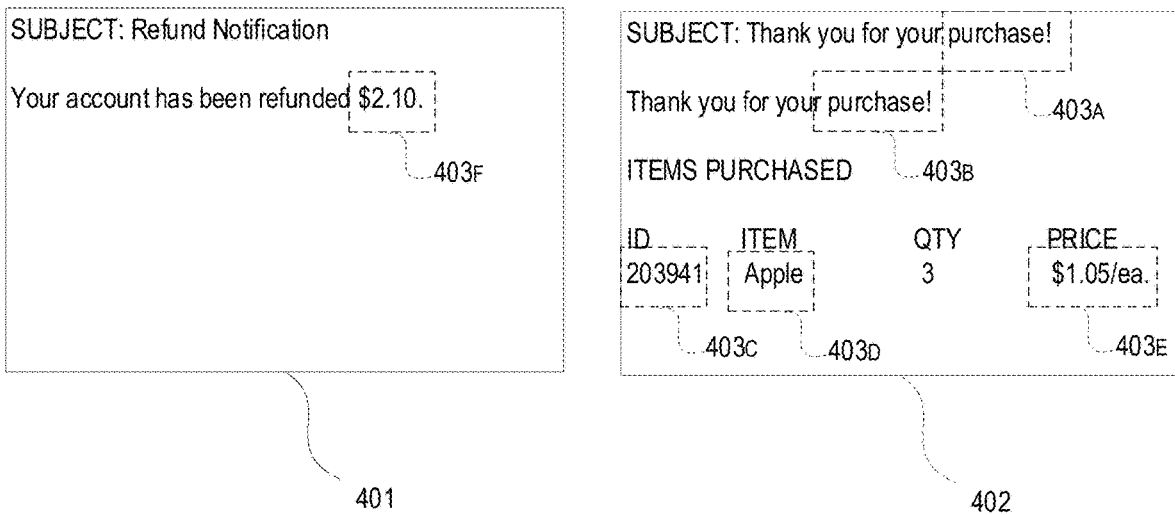 SUBJECT: Refund Notification
Your account has been refunded $2.10.
403F
401
SUBJECT: Thank you for your purchase!
403A
Thank you for your purchase!
403B
ITEMS PURCHASED
ID ITEM QTY PRICE
203941 Apple 3 $1.05/ea.
403C 403D 403E
402